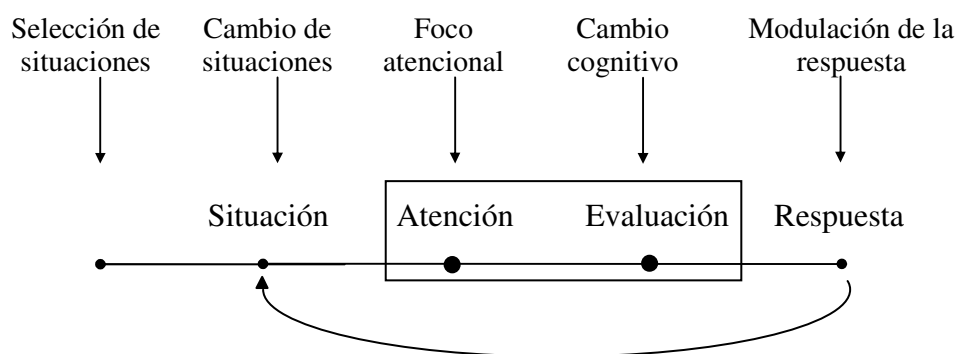 Selección de situaciones
Cambio de situaciones
Foco atencional
Cambio cognitivo
Modulación de la respuesta
Situación
Atención
Evaluación
Respuesta